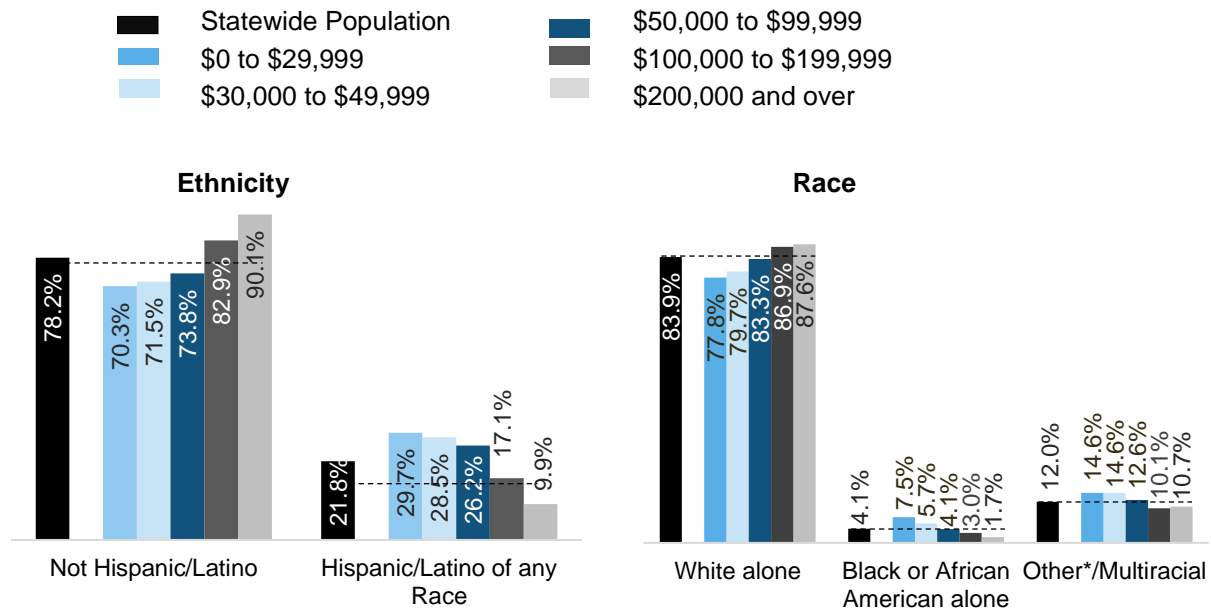 Statewide Population
$0 to $29,999
$30,000 to $49,999
$50,000 to $99,999
$100,000 to $199,999
$200,000 and over
Ethnicity
78.2%
70.3%
71.5%
73.8%
82.9%
90.1%
21.8%
29.7%
28.5%
26.2%
17.1%
9.9%
Not Hispanic/Latino
Hispanic/Latino of any
Race
Race
83.9%
77.8%
79.7%
83.3%
86.9%
87.6%
4.1%
7.5%
5.7%
4.1%
3.0%
1.7%
12.0%
14.6%
14.6%
12.6%
10.1%
10.7%
White alone
Black or African
American alone
Other*/Multiracial